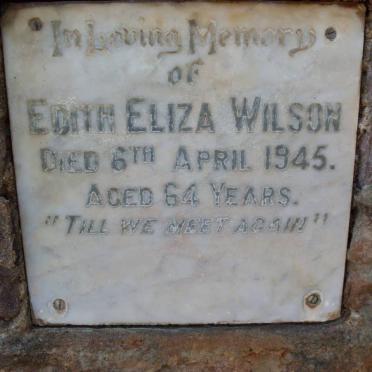 In Loving Memory
of
EDITH ELIZA WILSON
DIED 6TH APRIL 1945.
AGED 64 YEARS.
"TILL WE MEET AGAIN"